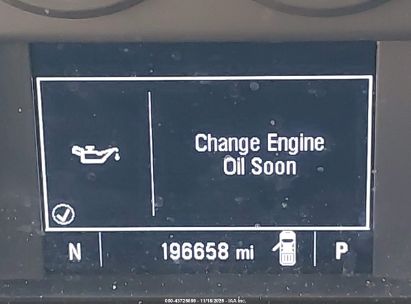 Change Engine
Oil Soon
N 196658 mi P